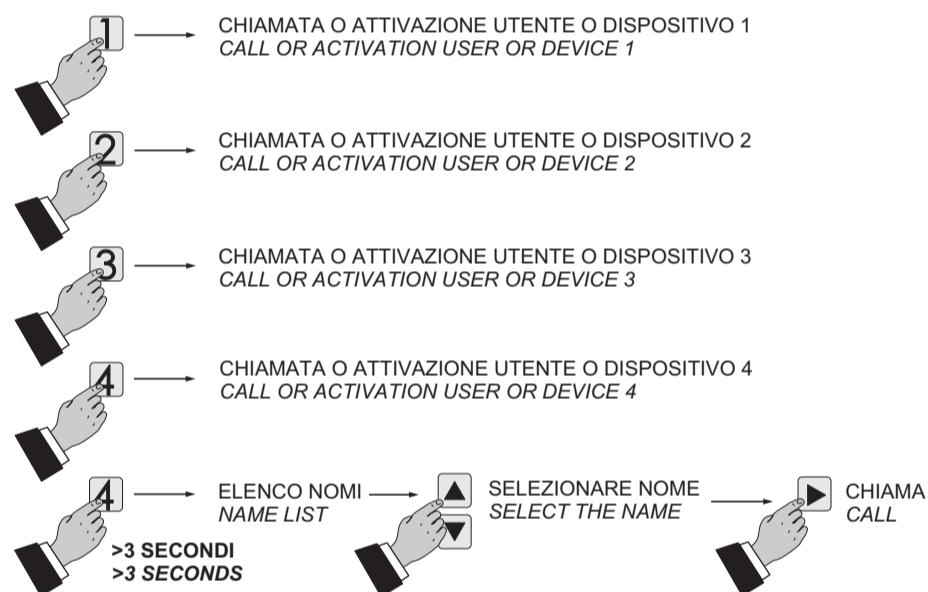 1
CHIAMATA O ATTIVAZIONE UTENTE O DISPOSITIVO 1
CALL OR ACTIVATION USER OR DEVICE 1
2
CHIAMATA O ATTIVAZIONE UTENTE O DISPOSITIVO 2
CALL OR ACTIVATION USER OR DEVICE 2
3
CHIAMATA O ATTIVAZIONE UTENTE O DISPOSITIVO 3
CALL OR ACTIVATION USER OR DEVICE 3
4
CHIAMATA O ATTIVAZIONE UTENTE O DISPOSITIVO 4
CALL OR ACTIVATION USER OR DEVICE 4
4
>3 SECONDI
>3 SECONDS
ELENCO NOMI
NAME LIST
SELEZIONARE NOME
SELECT THE NAME
CHIAMA
CALL